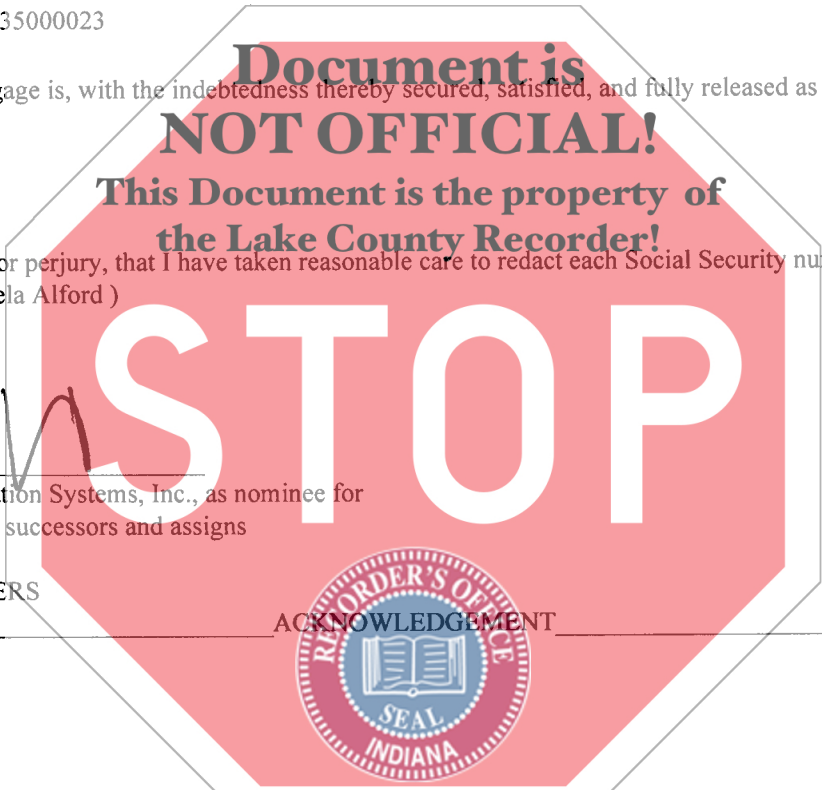 35000023
Document is
gage is, with the indebtedness thereby secured, satisfied, and fully released as
NOT OFFICIAL!
This Document is the property of
the Lake County Recorder!
or perjury, that I have taken reasonable care to redact each Social Security nu
ela Alford )
STOP
tion Systems, Inc., as nominee for
successors and assigns
ERS
ACKNOWLEDGEMENT
RECORDER'S OFFICE
SEAL
INDIANA